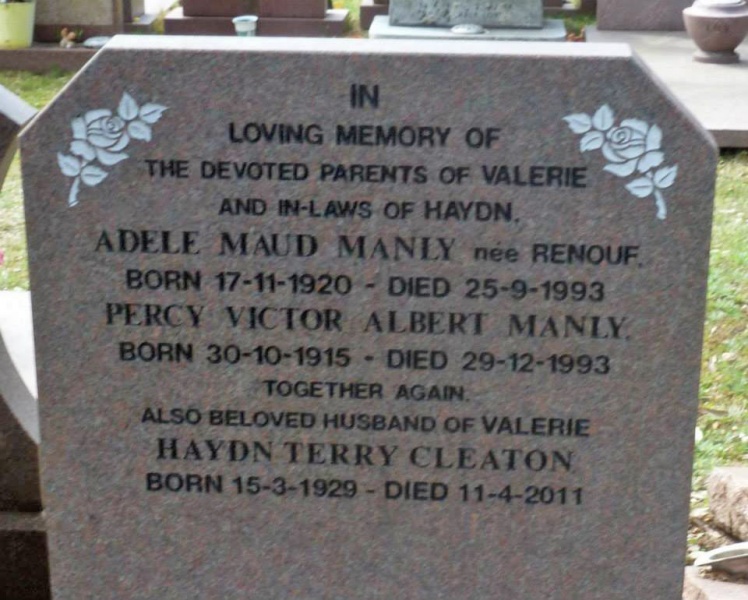 IN
LOVING MEMORY OF
THE DEVOTED PARENTS OF VALERIE
AND IN-LAWS OF HAYDN.
ADELE MAUD MANLY née RENOUF.
BORN 17-11-1920 - DIED 25-9-1993
PERCY VICTOR ALBERT MANLY.
BORN 30-10-1915 - DIED 29-12-1993
TOGETHER AGAIN.
ALSO BELOVED HUSBAND OF VALERIE
HAYDN TERRY CLEATON
BORN 15-3-1929 - DIED 11-4-2011